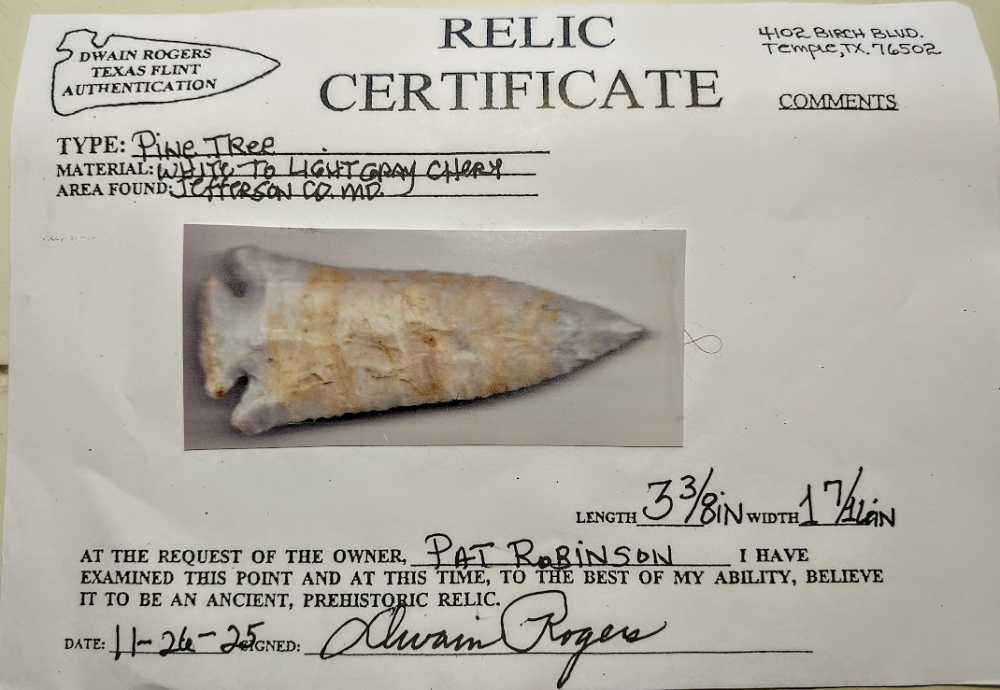 DWAIN ROGERS
TEXAS FLINT
AUTHENTICATION
RELIC
CERTIFICATE
4102 BIRCH BLVD.
Temple, TX. 76502
COMMENTS
TYPE: Pine Tree
MATERIAL: WHITE To LIGHT GRAY CHERY
AREA FOUND: Jefferson CO. MO.
LENGTH 3 3/8 iN WIDTH 1 7/16 iN
AT THE REQUEST OF THE OWNER, PAT ROBINSON I HAVE
EXAMINED THIS POINT AND AT THIS TIME, TO THE BEST OF MY ABILITY, BELIEVE
IT TO BE AN ANCIENT, PREHISTORIC RELIC.
DATE: 11-26-25 SIGNED: Dwain Rogers